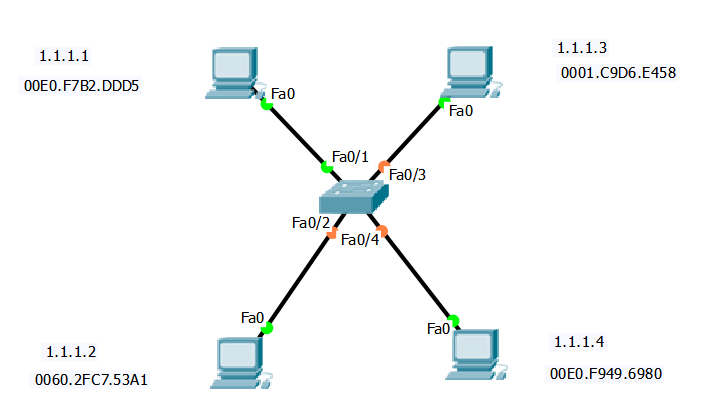 1.1.1.1
00E0.F7B2.DDD5
Fa0
1.1.1.3
0001.C9D6.E458
Fa0
Fa0/1
Fa0/3
Fa0/2
Fa0/4
Fa0
1.1.1.2
0060.2FC7.53A1
Fa0
1.1.1.4
00E0.F949.6980